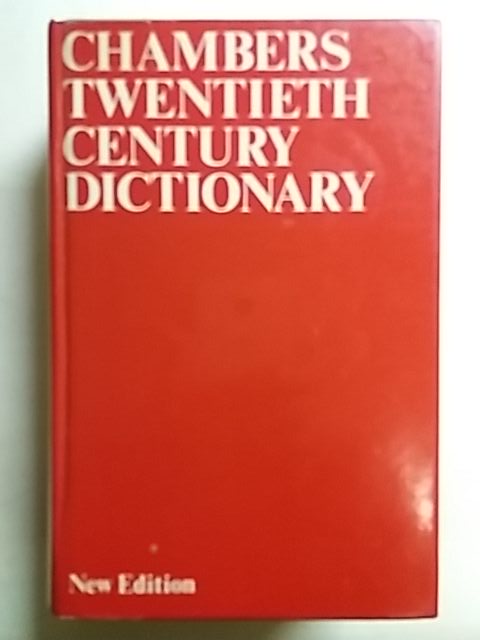 CHAMBERS
TWENTIETH
CENTURY
DICTIONARY
New Edition